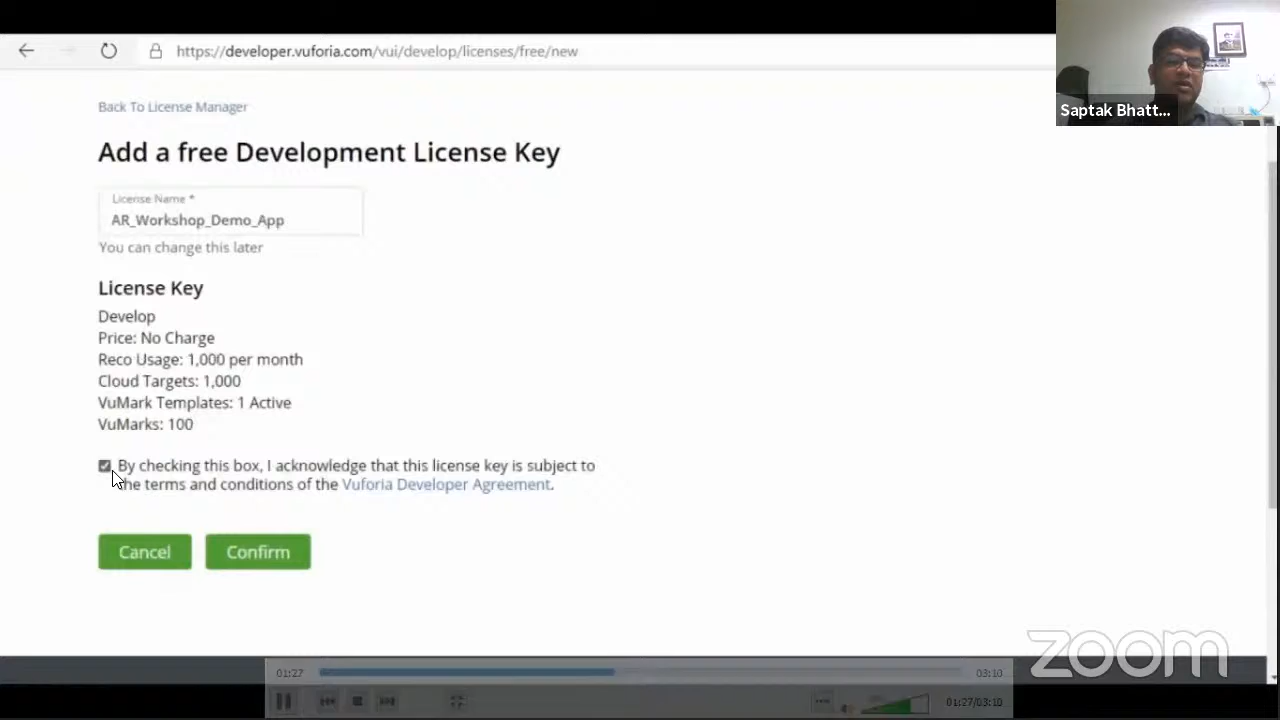 https://developer.vuforia.com/vui/develop/licenses/free/new
Saptak Bhatt...
Back To License Manager
Add a free Development License Key
License Name *
AR_Workshop_Demo_App
You can change this later
License Key
Develop
Price: No Charge
Reco Usage: 1,000 per month
Cloud Targets: 1,000
VuMark Templates: 1 Active
VuMarks: 100
By checking this box, I acknowledge that this license key is subject to
the terms and conditions of the Vuforia Developer Agreement.
Cancel
Confirm
zoom
01:27
03:10
01:27/03:10